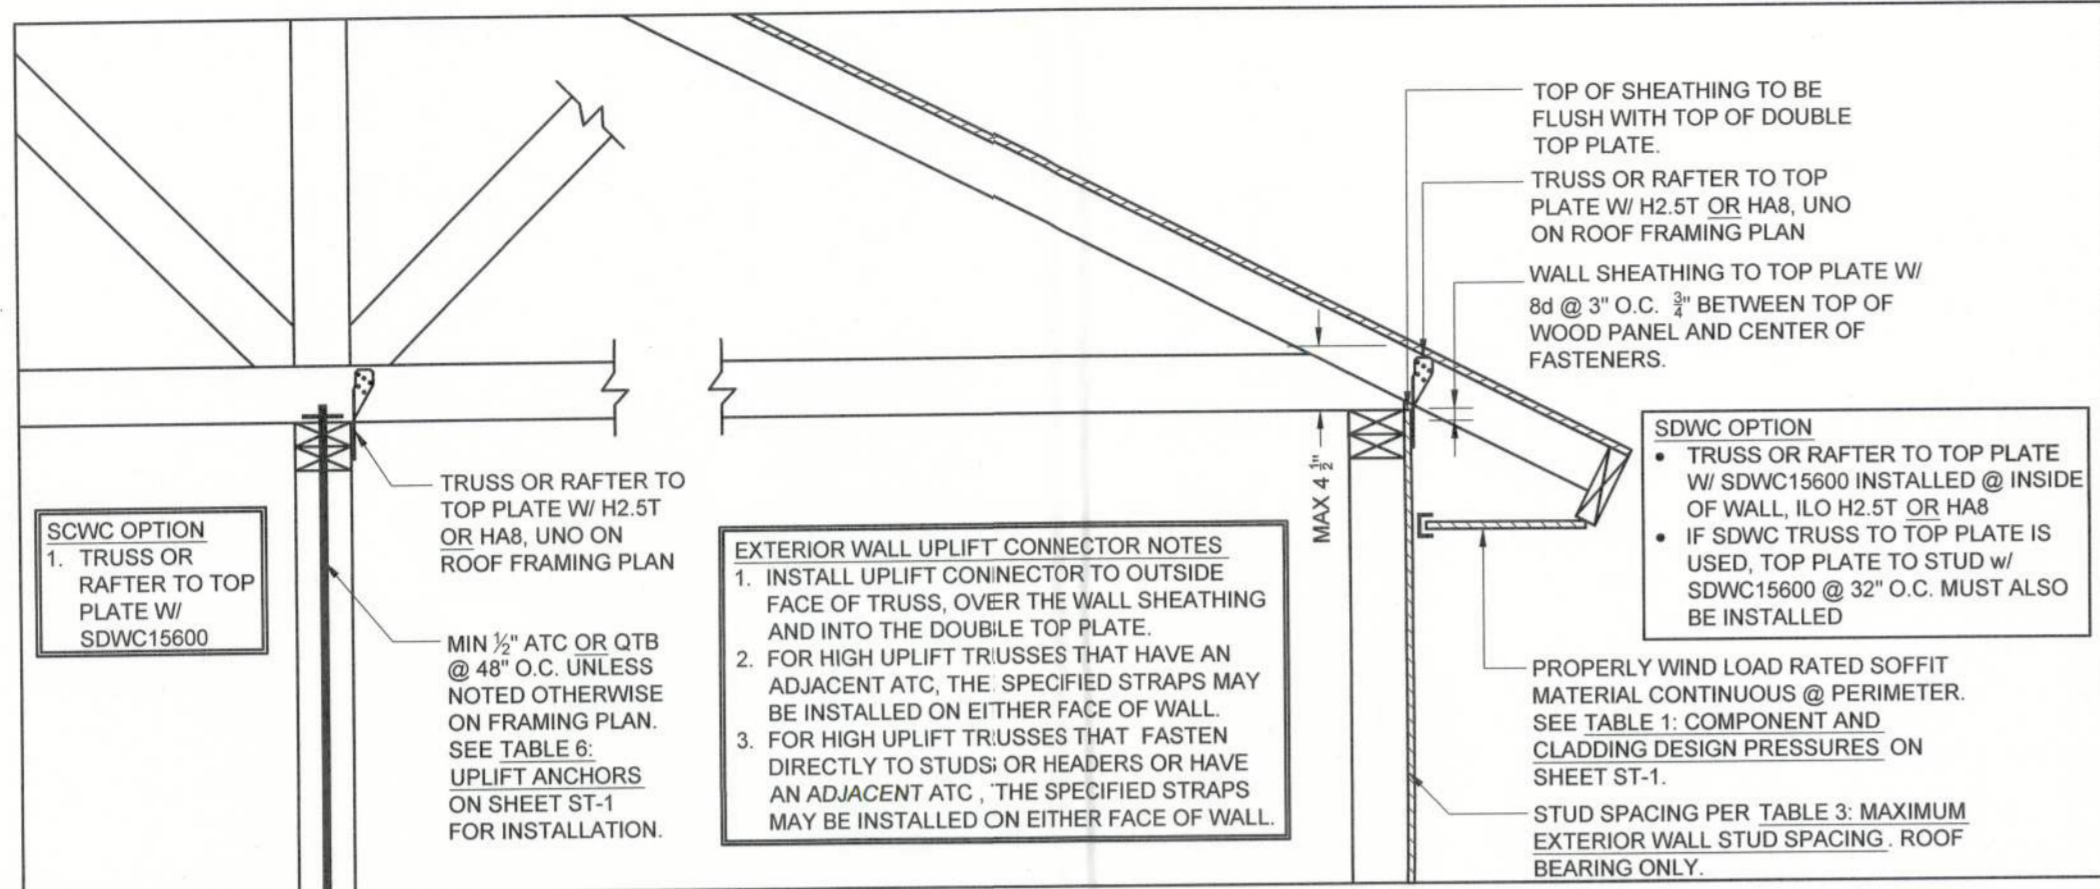 TOP OF SHEATHING TO BE
FLUSH WITH TOP OF DOUBLE
TOP PLATE.
TRUSS OR RAFTER TO TOP
PLATE W/ H2.5T OR HA8, UNO
ON ROOF FRAMING PLAN
WALL SHEATHING TO TOP PLATE W/
8d @ 3" O.C. 3/4" BETWEEN TOP OF
WOOD PANEL AND CENTER OF
FASTENERS.
MAX 4 1/2"
SDWC OPTION
• TRUSS OR RAFTER TO TOP PLATE
W/ SDWC15600 INSTALLED @ INSIDE
OF WALL, ILO H2.5T OR HA8
• IF SDWC TRUSS TO TOP PLATE IS
USED, TOP PLATE TO STUD w/
SDWC15600 @ 32" O.C. MUST ALSO
BE INSTALLED
TRUSS OR RAFTER TO
TOP PLATE W/ H2.5T
OR HA8, UNO ON
ROOF FRAMING PLAN
SCWC OPTION
1. TRUSS OR
RAFTER TO TOP
PLATE W/
SDWC15600
MIN ½" ATC OR QTB
@ 48" O.C. UNLESS
NOTED OTHERWISE
ON FRAMING PLAN.
SEE TABLE 6:
UPLIFT ANCHORS
ON SHEET ST-1
FOR INSTALLATION.
EXTERIOR WALL UPLIFT CONNECTOR NOTES
1. INSTALL UPLIFT CONNECTOR TO OUTSIDE
FACE OF TRUSS, OVER THE WALL SHEATHING
AND INTO THE DOUBLE TOP PLATE.
2. FOR HIGH UPLIFT TRUSSES THAT HAVE AN
ADJACENT ATC, THE SPECIFIED STRAPS MAY
BE INSTALLED ON EITHER FACE OF WALL.
3. FOR HIGH UPLIFT TRUSSES THAT FASTEN
DIRECTLY TO STUDS OR HEADERS OR HAVE
AN ADJACENT ATC , THE SPECIFIED STRAPS
MAY BE INSTALLED ON EITHER FACE OF WALL.
PROPERLY WIND LOAD RATED SOFFIT
MATERIAL CONTINUOUS @ PERIMETER.
SEE TABLE 1: COMPONENT AND
CLADDING DESIGN PRESSURES ON
SHEET ST-1.
STUD SPACING PER TABLE 3: MAXIMUM
EXTERIOR WALL STUD SPACING . ROOF
BEARING ONLY.